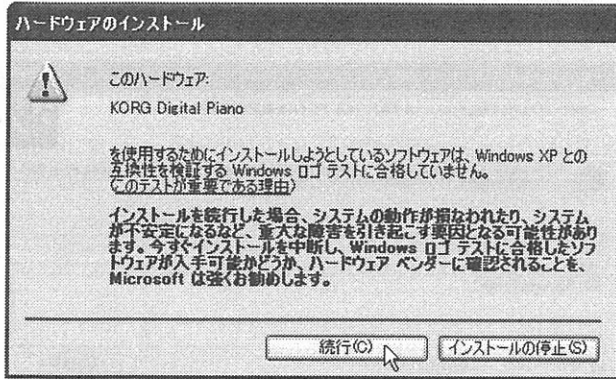 ハードウェアのインストール
このハードウェア:
KORG Digital Piano
を使用するためにインストールしようとしているソフトウェアは、Windows XP との
互換性を検証する Windows ロゴ テストに合格していません。
(このテストが重要である理由)
インストールを続行した場合、システムの動作が損なわれたり、システム
が不安定になるなど、重大な障害を引き起こす要因となる可能性があり
ます。今すぐインストールを中断し、Windows ロゴ テストに合格したソフ
トウェアが入手可能かどうか、ハードウェア ベンダーに確認されることを、
Microsoft は強くお勧めします。
続行(C)
インストールの停止(S)